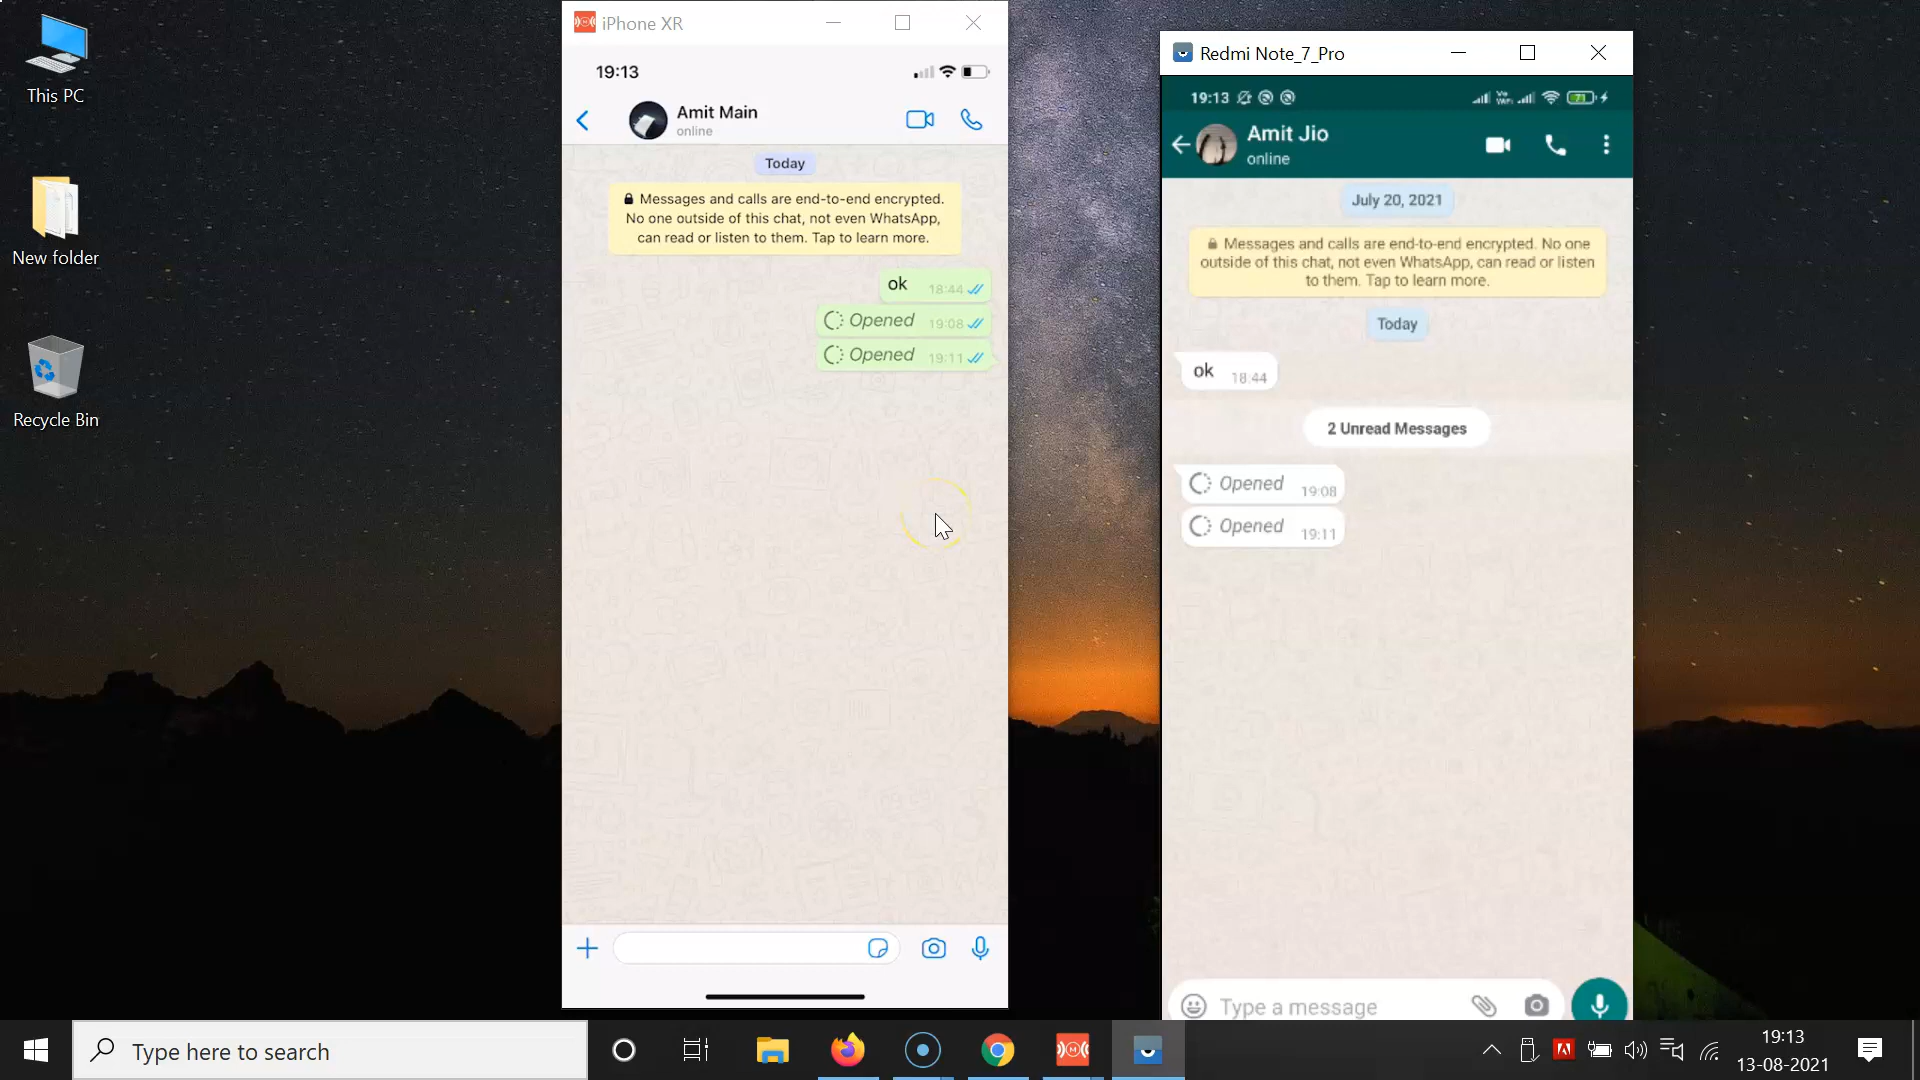 This PC
New folder
Recycle Bin
iPhone XR
19:13
Amit Main
online
Today
Messages and calls are end-to-end encrypted.
No one outside of this chat, not even WhatsApp,
can read or listen to them. Tap to learn more.
ok 18:44
Opened 19:08
Opened 19:11
Redmi Note_7_Pro
19:13
71
Amit Jio
online
July 20, 2021
Messages and calls are end-to-end encrypted. No one
outside of this chat, not even WhatsApp, can read or listen
to them. Tap to learn more.
Today
ok 18:44
2 Unread Messages
Opened 19:08
Opened 19:11
Type a message
Type here to search
19:13
13-08-2021